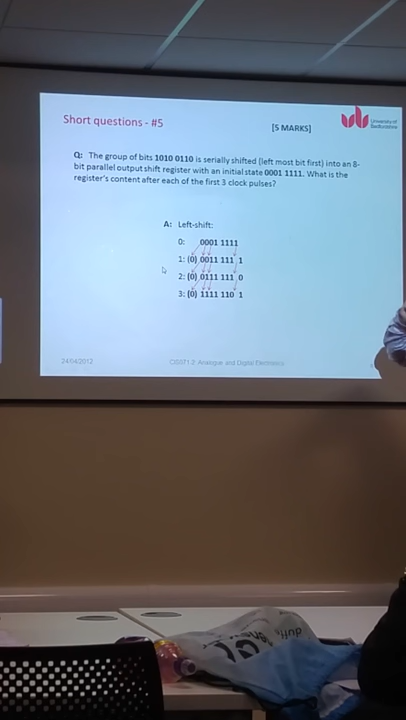 Short questions - #5
[5 MARKS]
University of
Bedfordshire
Q: The group of bits 1010 0110 is serially shifted (left most bit first) into an 8-
bit parallel output shift register with an initial state 0001 1111. What is the
register's content after each of the first 3 clock pulses?
A: Left-shift:
0: 0001 1111
1: (0) 0011 111 1
2: (0) 0111 111 0
3: (0) 1111 110 1
24/04/2012
Analogue and Digital Electronics